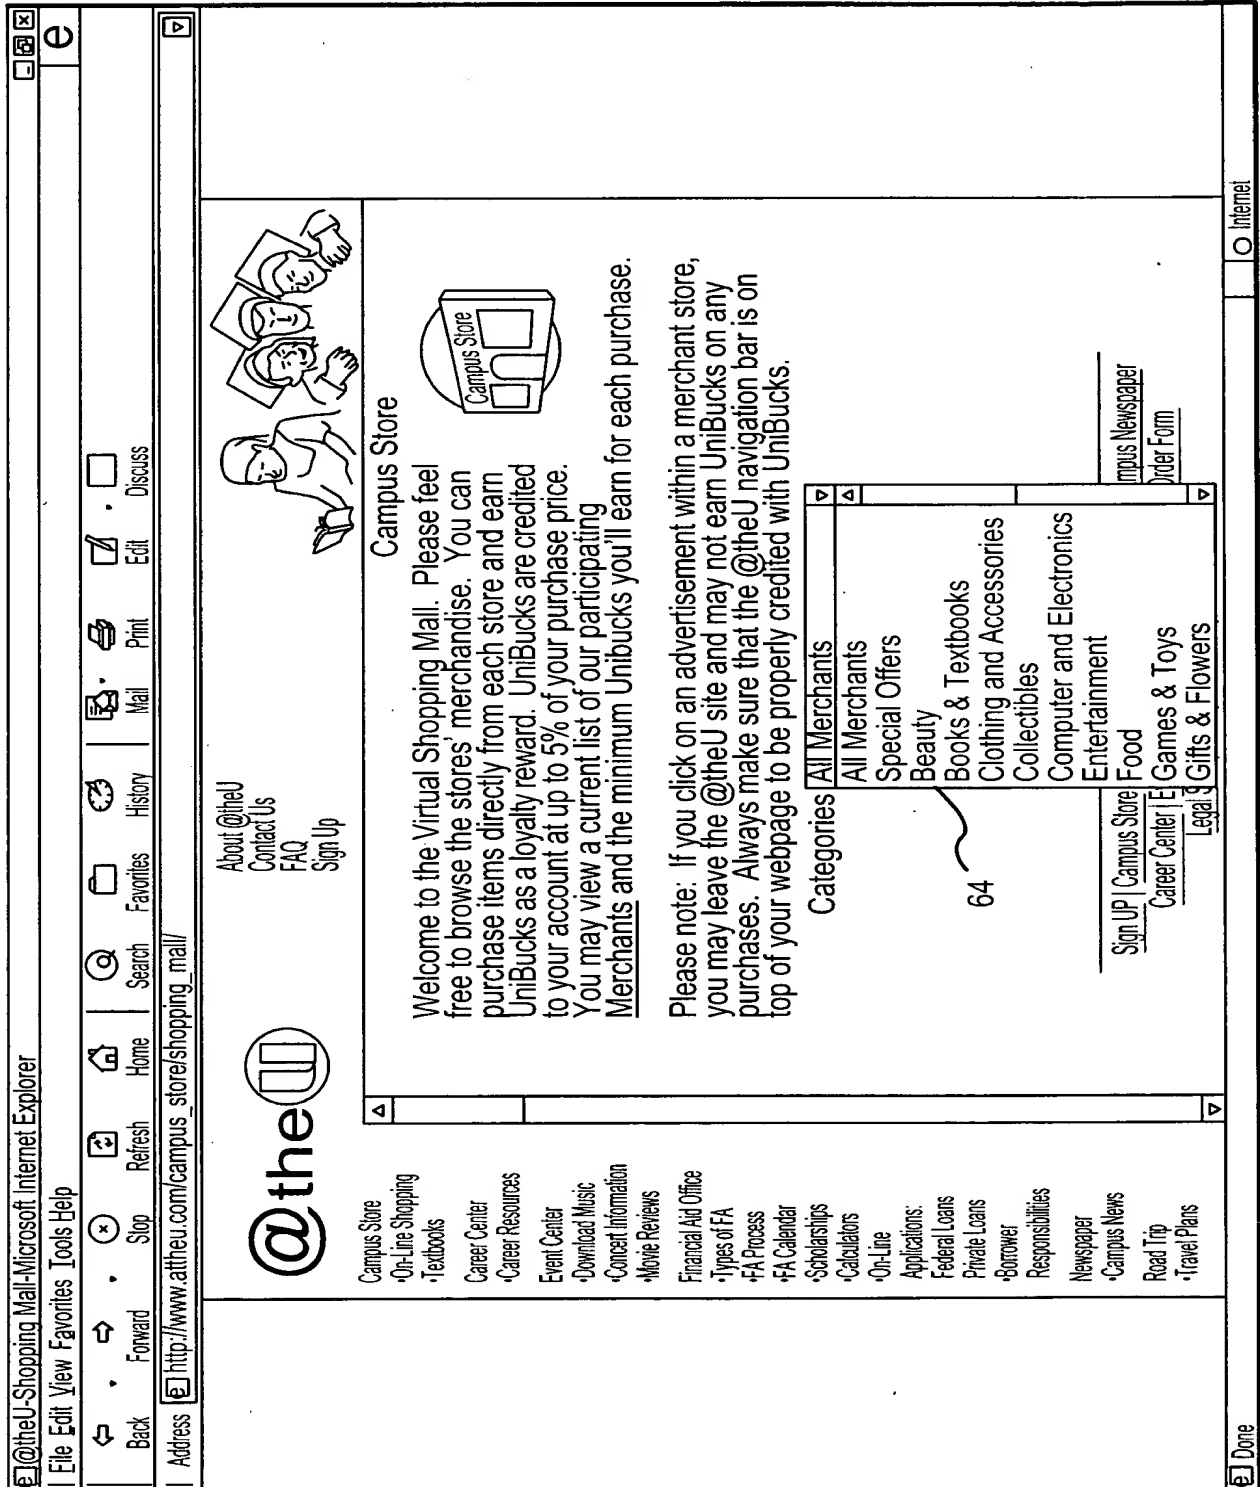 @theU-Shopping Mall-Microsoft Internet Explorer
File Edit View Favorites Tools Help
e
Back Forward Stop Refresh Home Search Favorites History Mail Print Edit Discuss
Address http://www.attheu.com/campus_store/shopping_mall/
@the U
About @theU
Contact Us
FAQ
Sign Up
Campus Store
•On-Line Shopping
•Textbooks
Career Center
•Career Resources
Event Center
•Download Music
•Concert Information
•Movie Reviews
Financial Aid Office
•Types of FA
•FA Process
•FA Calendar
•Scholarships
•Calculators
•On-Line
Applications:
Federal Loans
Private Loans
•Borrower
Responsibilities
Newspaper
•Campus News
Road Trip
•Travel Plans
Campus Store
Welcome to the Virtual Shopping Mall. Please feel
free to browse the stores' merchandise. You can
purchase items directly from each store and earn
UniBucks as a loyalty reward. UniBucks are credited
to your account at up to 5% of your purchase price.
You may view a current list of our participating
Merchants and the minimum Unibucks you'll earn for each purchase.
Campus Store
Please note: If you click on an advertisement within a merchant store,
you may leave the @theU site and may not earn UniBucks on any
purchases. Always make sure that the @theU navigation bar is on
top of your webpage to be properly credited with UniBucks.
Categories All Merchants
All Merchants
Special Offers
Beauty
Books & Textbooks
Clothing and Accessories
Collectibles
Computer and Electronics
Entertainment
Food
Games & Toys
Gifts & Flowers
64
Sign UP | Campus Store
mpus Newspaper
Career Center | E
Order Form
Legal
Done
Internet